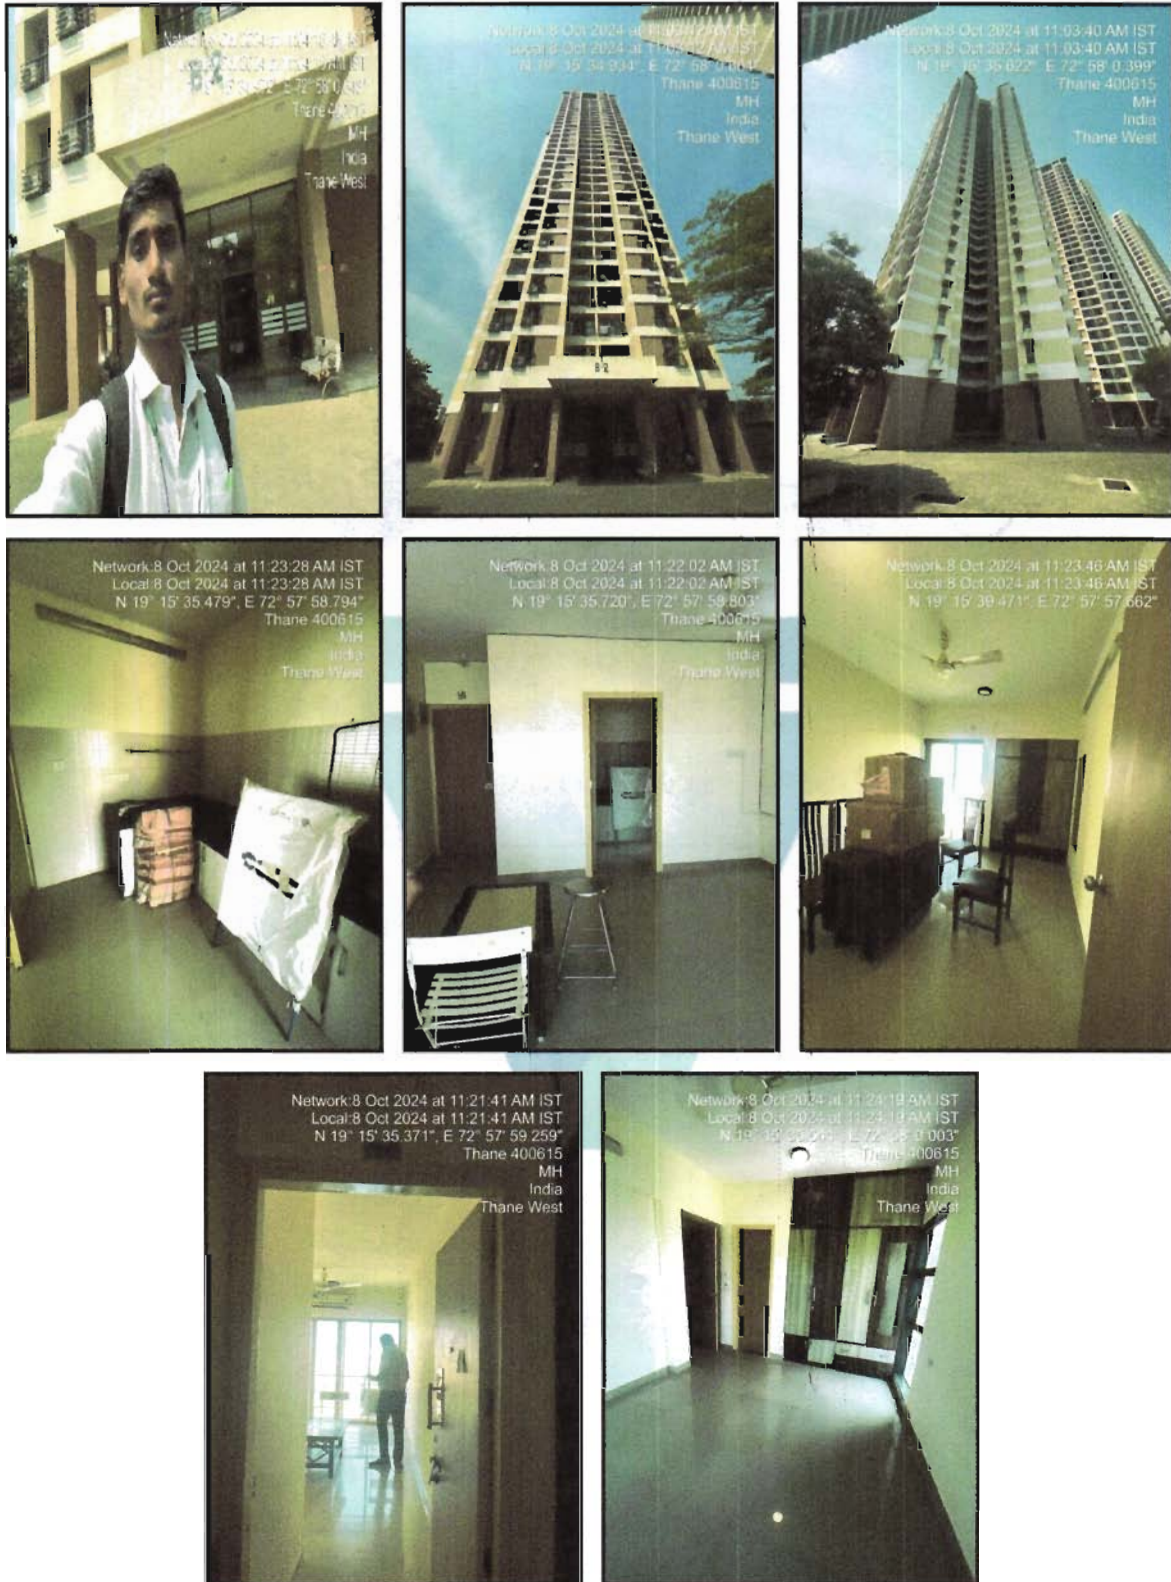 Thane
MH
India
Thane West
Network:8 Oct 2024 at
Local:8 Oct 2024 at
Thane 400615
MH
India
Thane West
Network:8 Oct 2024 at 11:03:40 AM IST
Local:8 Oct 2024 at 11:03:40 AM IST
N 19° 15' 35.022", E 72° 58' 0.399"
Thane 400615
MH
India
Thane West
Network:8 Oct 2024 at 11:23:28 AM IST
Local:8 Oct 2024 at 11:23:28 AM IST
N 19° 15' 35.479", E 72° 57' 58.794"
Thane 400615
MH
India
Thane West
Network:8 Oct 2024 at 11:22:02 AM IST
Local:8 Oct 2024 at 11:22:02 AM IST
N 19° 15' 35.720", E 72° 57' 58.803"
Thane 400615
MH
India
Thane West
Network:8 Oct 2024 at 11:23:46 AM IST
Local:8 Oct 2024 at 11:23:46 AM IST
N 19° 15' 39.471", E 72° 57' 57.662"
Thane 400615
MH
India
Thane West
Network:8 Oct 2024 at 11:21:41 AM IST
Local:8 Oct 2024 at 11:21:41 AM IST
N 19° 15' 35.371", E 72° 57' 59.259"
Thane 400615
MH
India
Thane West
Network:8 Oct 2024 at 11:24:19 AM IST
Local:8 Oct 2024 at 11:24:19 AM IST
Thane 400615
MH
India
Thane West